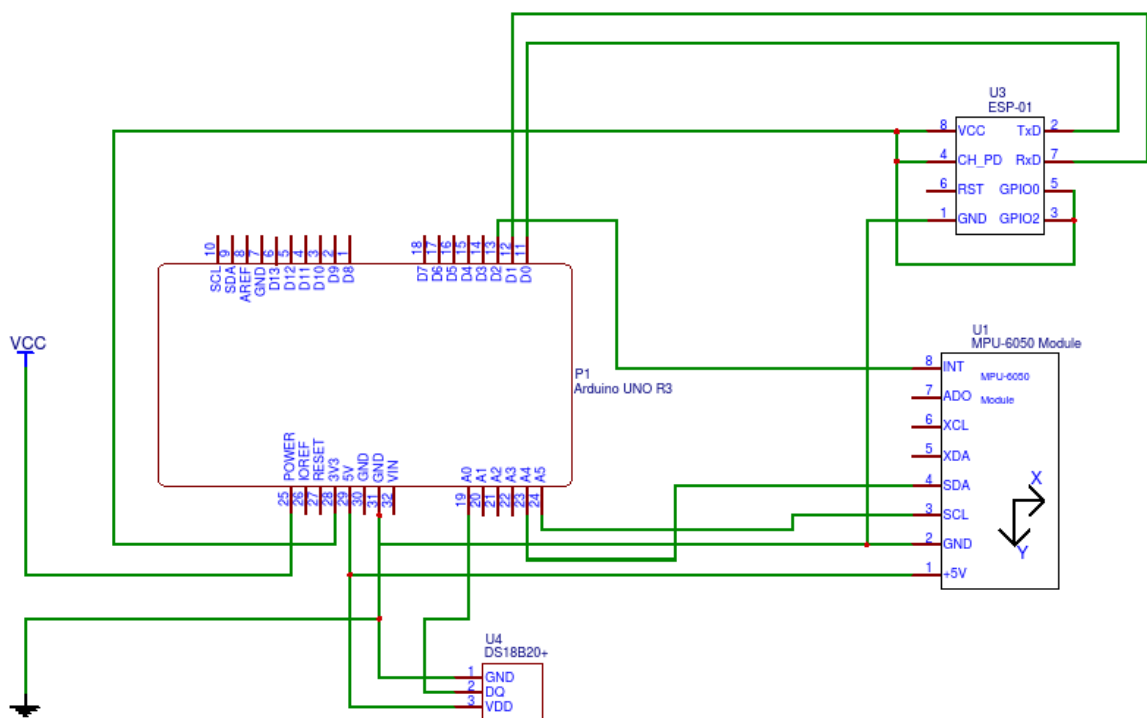 U3
ESP-01
8 VCC TxD 2
4 CH_PD RxD 7
6 RST GPIO0 5
1 GND GPIO2 3
10 9 8 7 6 5 4 3 2 1
SCL SDA AREF GND D13 D12 D11 D10 D9 D8
18 17 16 15 14 13 12 11
D7 D6 D5 D4 D3 D2 D1 D0
VCC
P1
Arduino UNO R3
U1
MPU-6050 Module
8 INT
MPU-6050
7 ADO
Module
6 XCL
5 XDA
4 SDA
X
3 SCL
2 GND
Y
1 +5V
POWER IOREF RESET 3V3 5V GND GND VIN
25 26 27 28 29 30 31 32
A0 A1 A2 A3 A4 A5
19 20 21 22 23 24
U4
DS18B20+
1 GND
2 DQ
3 VDD